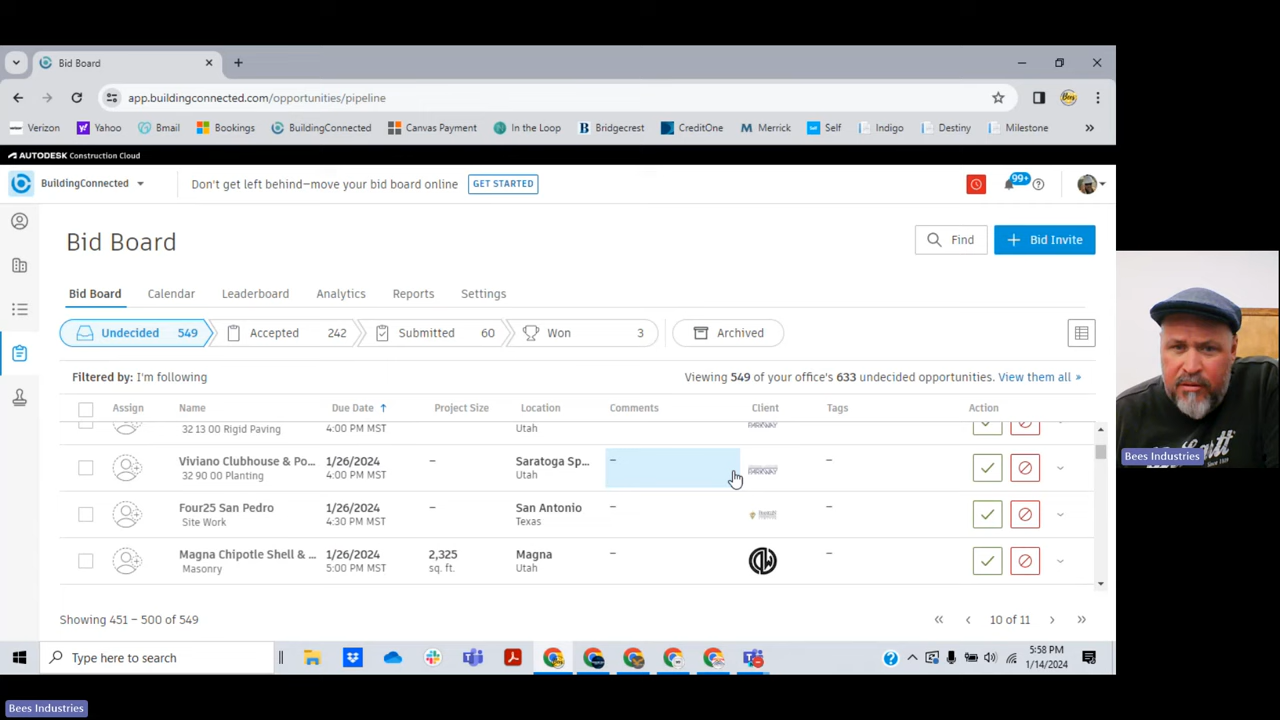 Bid Board
app.buildingconnected.com/opportunities/pipeline
Verizon Yahoo Bmail Bookings BuildingConnected Canvas Payment In the Loop Bridgecrest CreditOne Merrick Self Indigo Destiny Milestone
AUTODESK Construction Cloud
BuildingConnected Don't get left behind—move your bid board online GET STARTED 99+
Bid Board Find + Bid Invite
Bid Board Calendar Leaderboard Analytics Reports Settings
Undecided 549 Accepted 242 Submitted 60 Won 3 Archived
Filtered by: I'm following Viewing 549 of your office's 633 undecided opportunities. View them all »
Assign Name Due Date ↑ Project Size Location Comments Client Tags Action
32 13 00 Rigid Paving 4:00 PM MST Utah
Viviano Clubhouse & Po... 1/26/2024 – Saratoga Sp... – –
32 90 00 Planting 4:00 PM MST Utah
Four25 San Pedro 1/26/2024 – San Antonio – –
Site Work 4:30 PM MST Texas
Magna Chipotle Shell & ... 1/26/2024 2,325 Magna – –
Masonry 5:00 PM MST sq. ft. Utah
Showing 451 – 500 of 549 « ‹ 10 of 11 › »
Type here to search
5:58 PM
1/14/2024
Bees Industries
Bees Industries